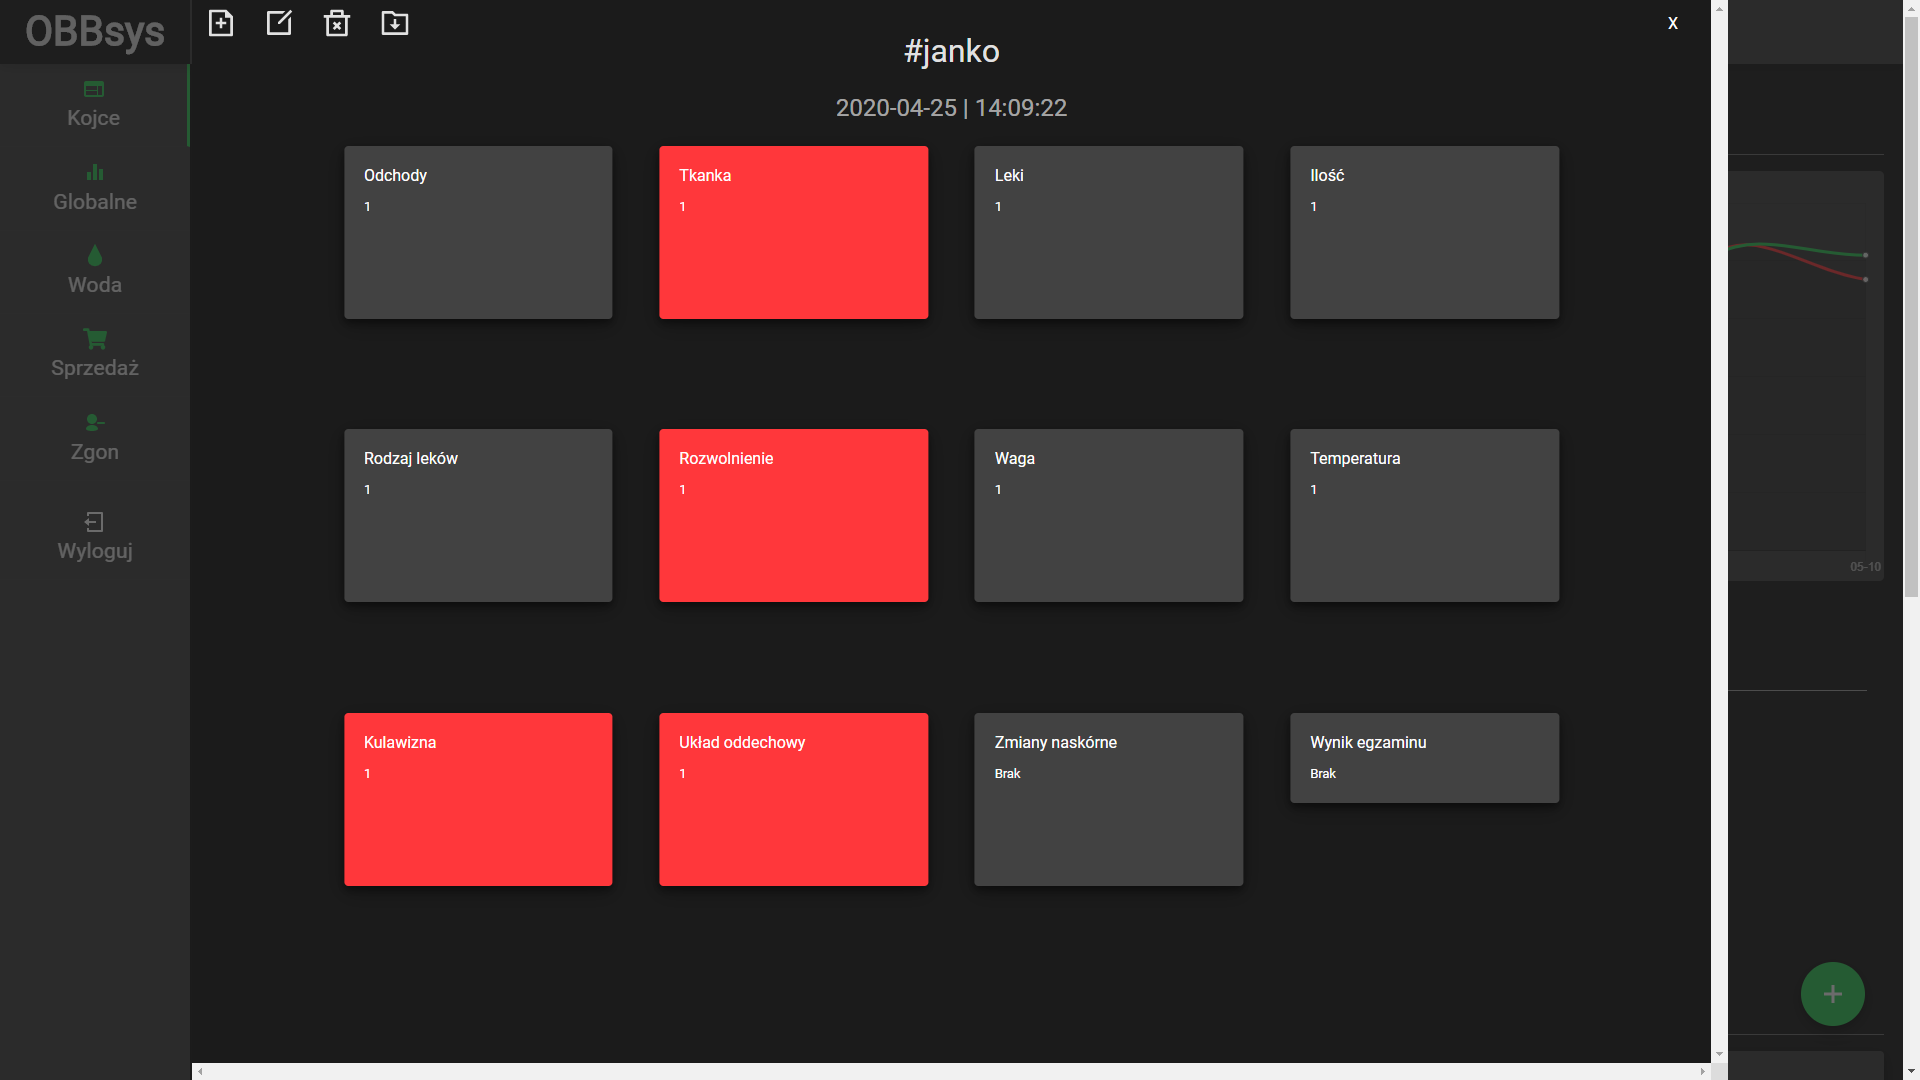 OBBsys
Kojce
Globalne
Woda
Sprzedaż
Zgon
Wyloguj
X
#janko
2020-04-25 | 14:09:22
Odchody
1
Tkanka
1
Leki
1
Ilość
1
Rodzaj leków
1
Rozwolnienie
1
Waga
1
Temperatura
1
Kulawizna
1
Układ oddechowy
1
Zmiany naskórne
Brak
Wynik egzaminu
Brak
05-10